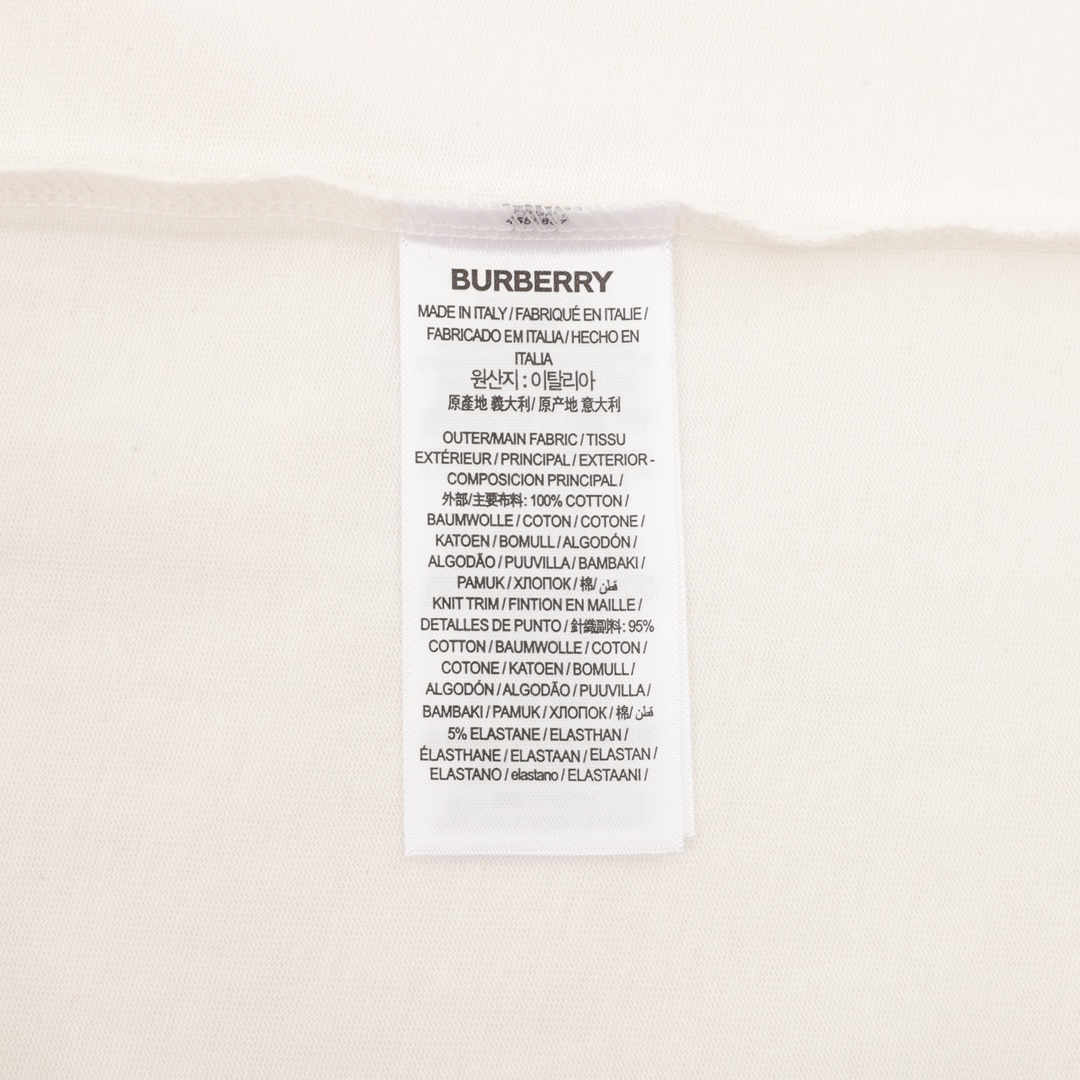 BURBERRY
MADE IN ITALY / FABRIQUÉ EN ITALIE /
FABRICADO EM ITALIA / HECHO EN
ITALIA
원산지 : 이탈리아
原產地 義大利/ 原产地 意大利
OUTER/MAIN FABRIC / TISSU
EXTÉRIEUR / PRINCIPAL / EXTERIOR -
COMPOSICION PRINCIPAL /
外部/主要布料: 100% COTTON /
BAUMWOLLE / COTON / COTONE /
KATOEN / BOMULL / ALGODÓN /
ALGODÃO / PUUVILLA / BAMBAKI /
PAMUK / ХЛОПОК / 棉/ قطن
KNIT TRIM / FINTION EN MAILLE /
DETALLES DE PUNTO / 針織副料: 95%
COTTON / BAUMWOLLE / COTON /
COTONE / KATOEN / BOMULL /
ALGODÓN / ALGODÃO / PUUVILLA /
BAMBAKI / PAMUK / ХЛОПОК / 棉/ قطن
5% ELASTANE / ELASTHAN /
ÉLASTHANE / ELASTAAN / ELASTAN /
ELASTANO / elastano / ELASTAANI /